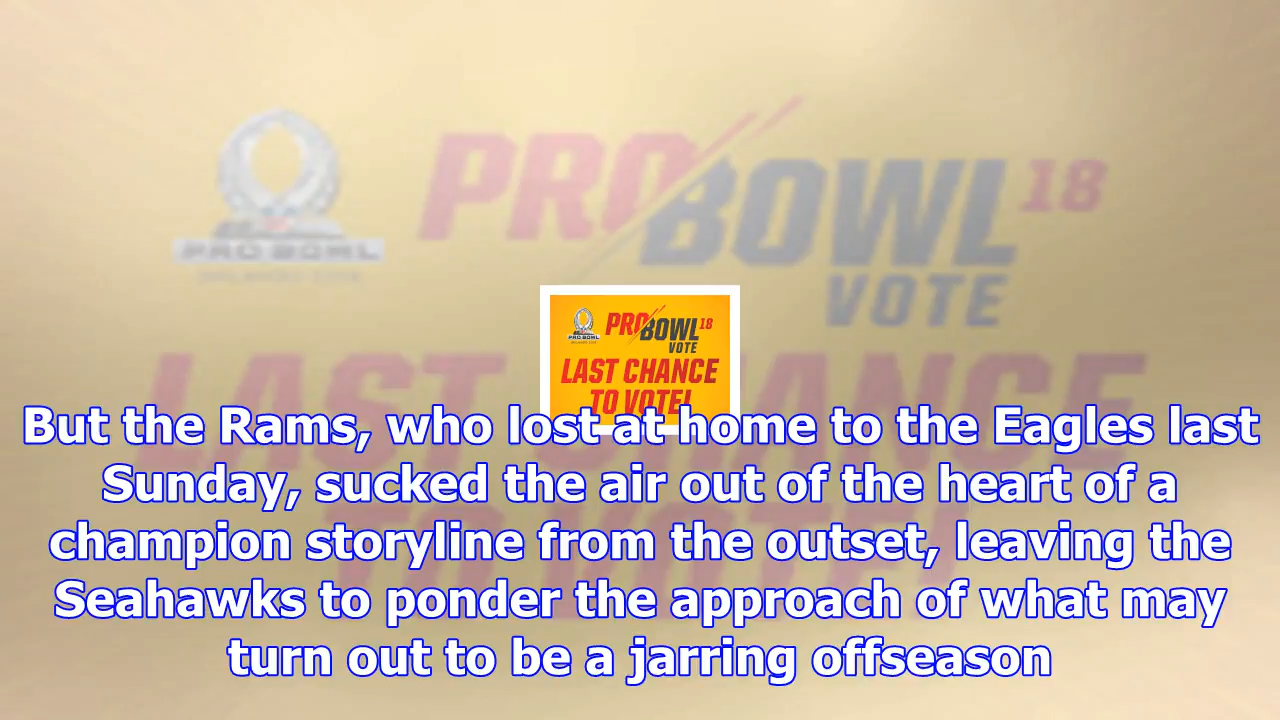 PRO BOWL 18
VOTE
PRO BOWL
LAST CHANCE
PRO BOWL 18
VOTE
PRO BOWL
LAST CHANCE
TO VOTE!
But the Rams, who lost at home to the Eagles last
Sunday, sucked the air out of the heart of a
champion storyline from the outset, leaving the
Seahawks to ponder the approach of what may
turn out to be a jarring offseason